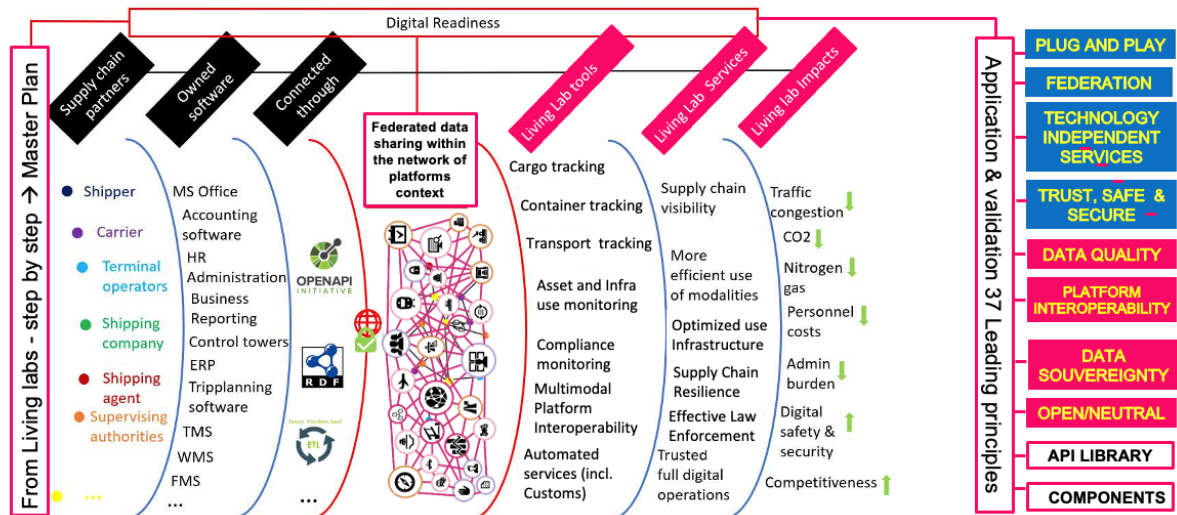 Digital Readiness
From Living labs - step by step → Master Plan
Supply chain
partners
Owned
software
Connected
through
Federated data
sharing within
the network of
platforms
context
Living Lab tools
Living Lab Services
Living lab Impacts
Shipper
Carrier
Terminal
operators
Shipping
company
Shipping
agent
Supervising
authorities
...
MS Office
Accounting
software
HR
Administration
Business
Reporting
Control towers
ERP
Tripplanning
software
TMS
WMS
FMS
...
OPENAPI
INITIATIVE
RDF
ETL
...
Cargo tracking
Container tracking
Transport tracking
Asset and Infra
use monitoring
Compliance
monitoring
Multimodal
Platform
Interoperability
Automated
services (incl.
Customs)
Supply chain
visibility
More
efficient use
of modalities
Optimized use
Infrastructure
Supply Chain
Resilience
Effective Law
Enforcement
Trusted
full digital
operations
Traffic
congestion
CO2
Nitrogen
gas
Personnel
costs
Admin
burden
Digital
safety &
security
Competitiveness
Application & validation 37 Leading principles
PLUG AND PLAY
FEDERATION
TECHNOLOGY
INDEPENDENT
SERVICES
TRUST, SAFE &
SECURE
DATA QUALITY
PLATFORM
INTEROPERABILITY
DATA
SOUVEREIGNTY
OPEN/NEUTRAL
API LIBRARY
COMPONENTS